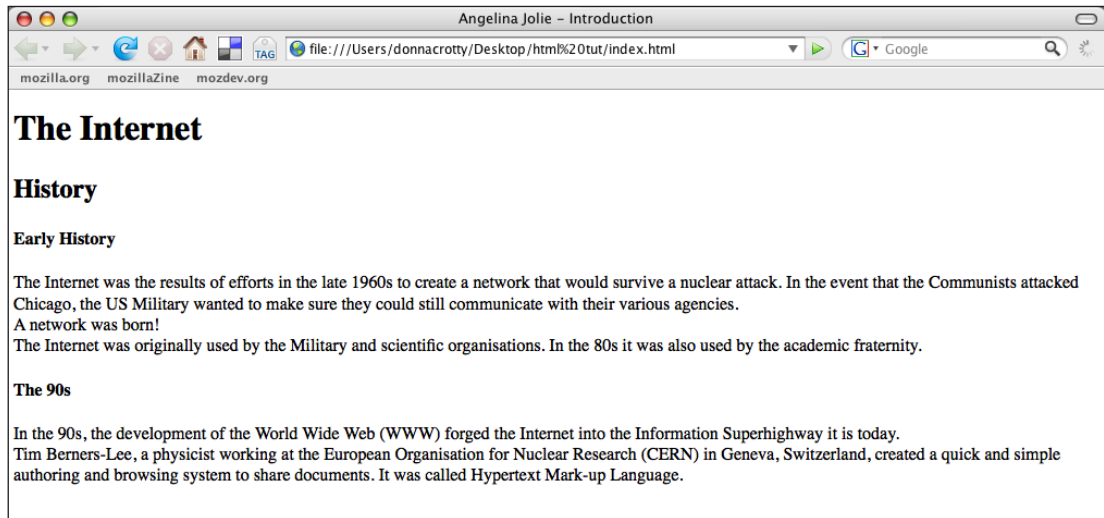 Angelina Jolie – Introduction
TAG
file:///Users/donnacrotty/Desktop/html%20tut/index.html
G
Google
mozilla.org mozillaZine mozdev.org
The Internet
History
Early History
The Internet was the results of efforts in the late 1960s to create a network that would survive a nuclear attack. In the event that the Communists attacked
Chicago, the US Military wanted to make sure they could still communicate with their various agencies.
A network was born!
The Internet was originally used by the Military and scientific organisations. In the 80s it was also used by the academic fraternity.
The 90s
In the 90s, the development of the World Wide Web (WWW) forged the Internet into the Information Superhighway it is today.
Tim Berners-Lee, a physicist working at the European Organisation for Nuclear Research (CERN) in Geneva, Switzerland, created a quick and simple
authoring and browsing system to share documents. It was called Hypertext Mark-up Language.